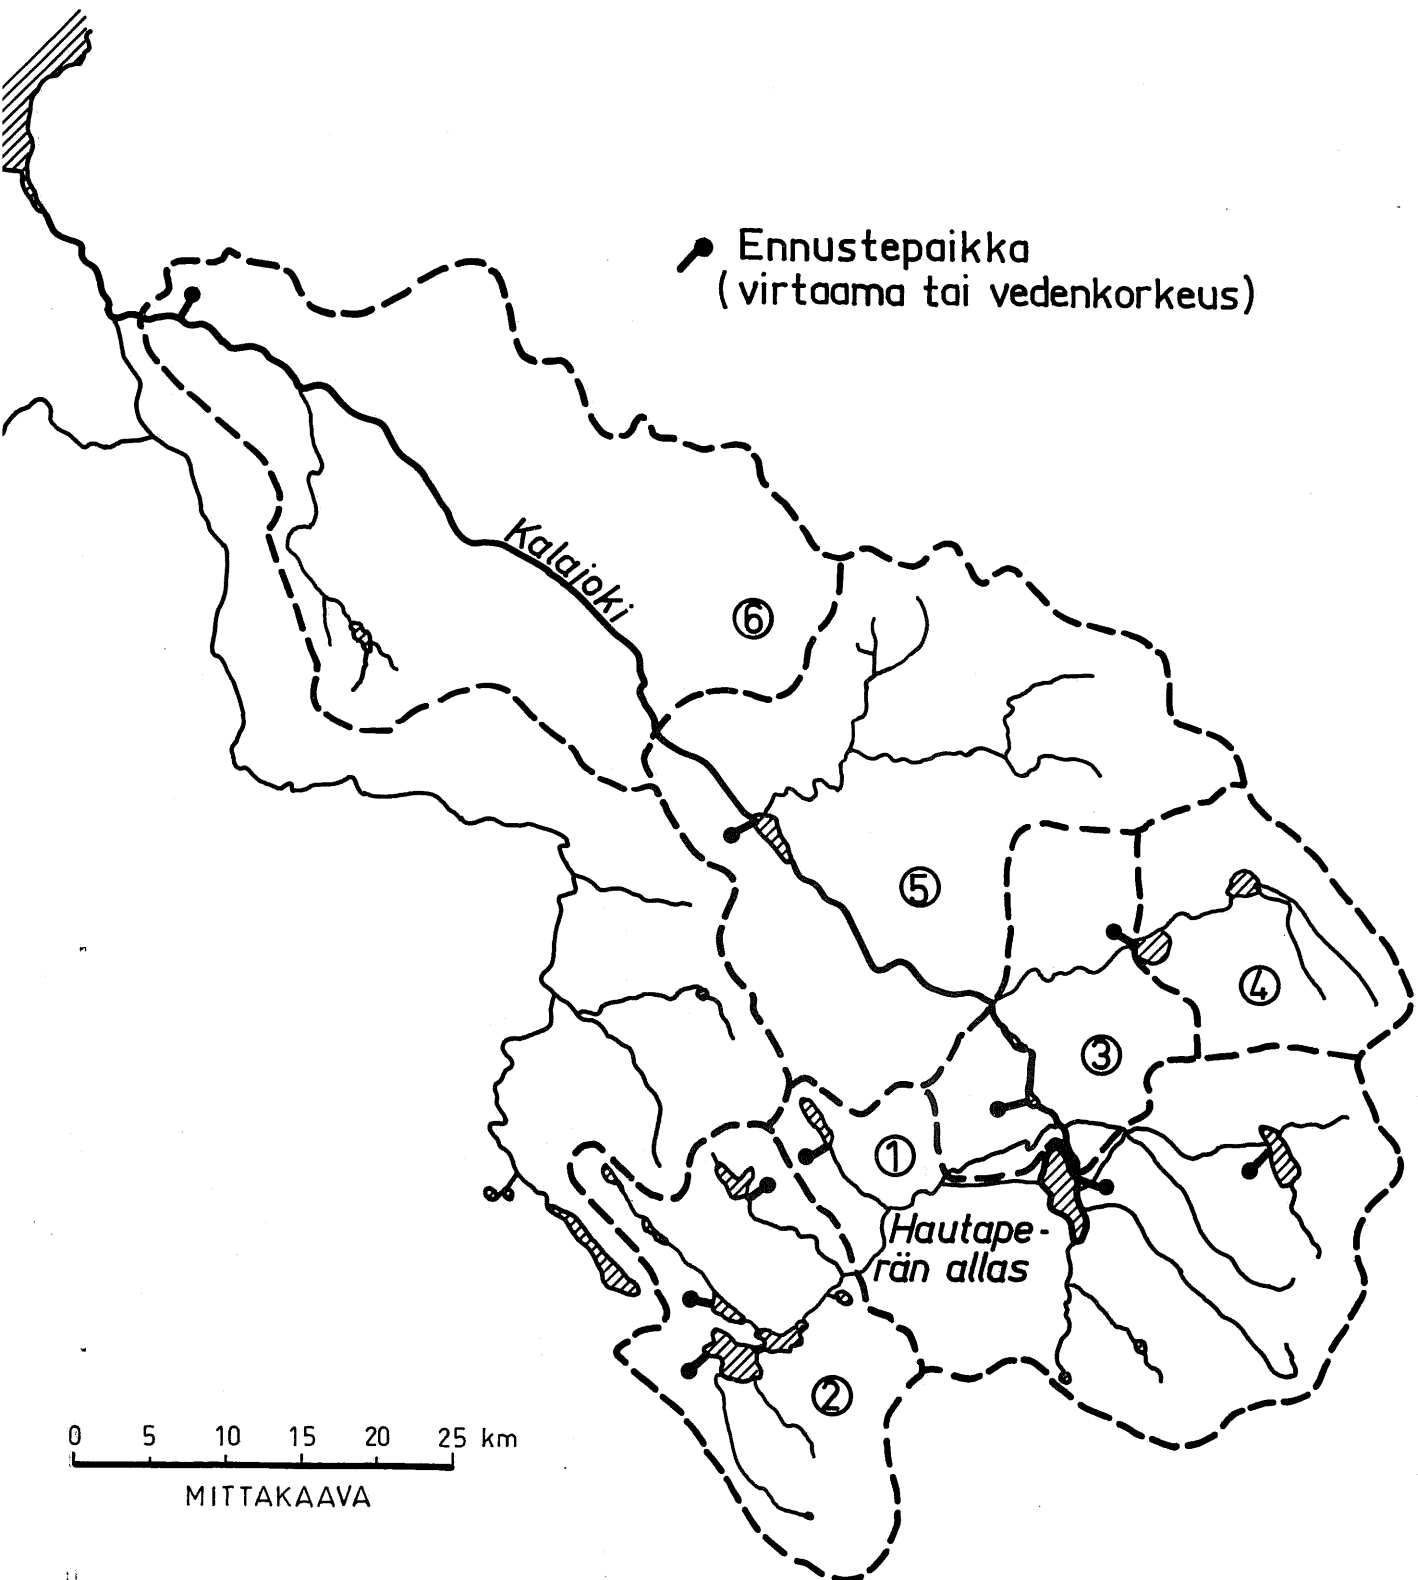 Ennustepaikka
(virtaama tai vedenkorkeus)
Kalajoki
6
5
4
3
1
Hautape-
rän allas
2
0 5 10 15 20 25 km
MITTAKAAVA